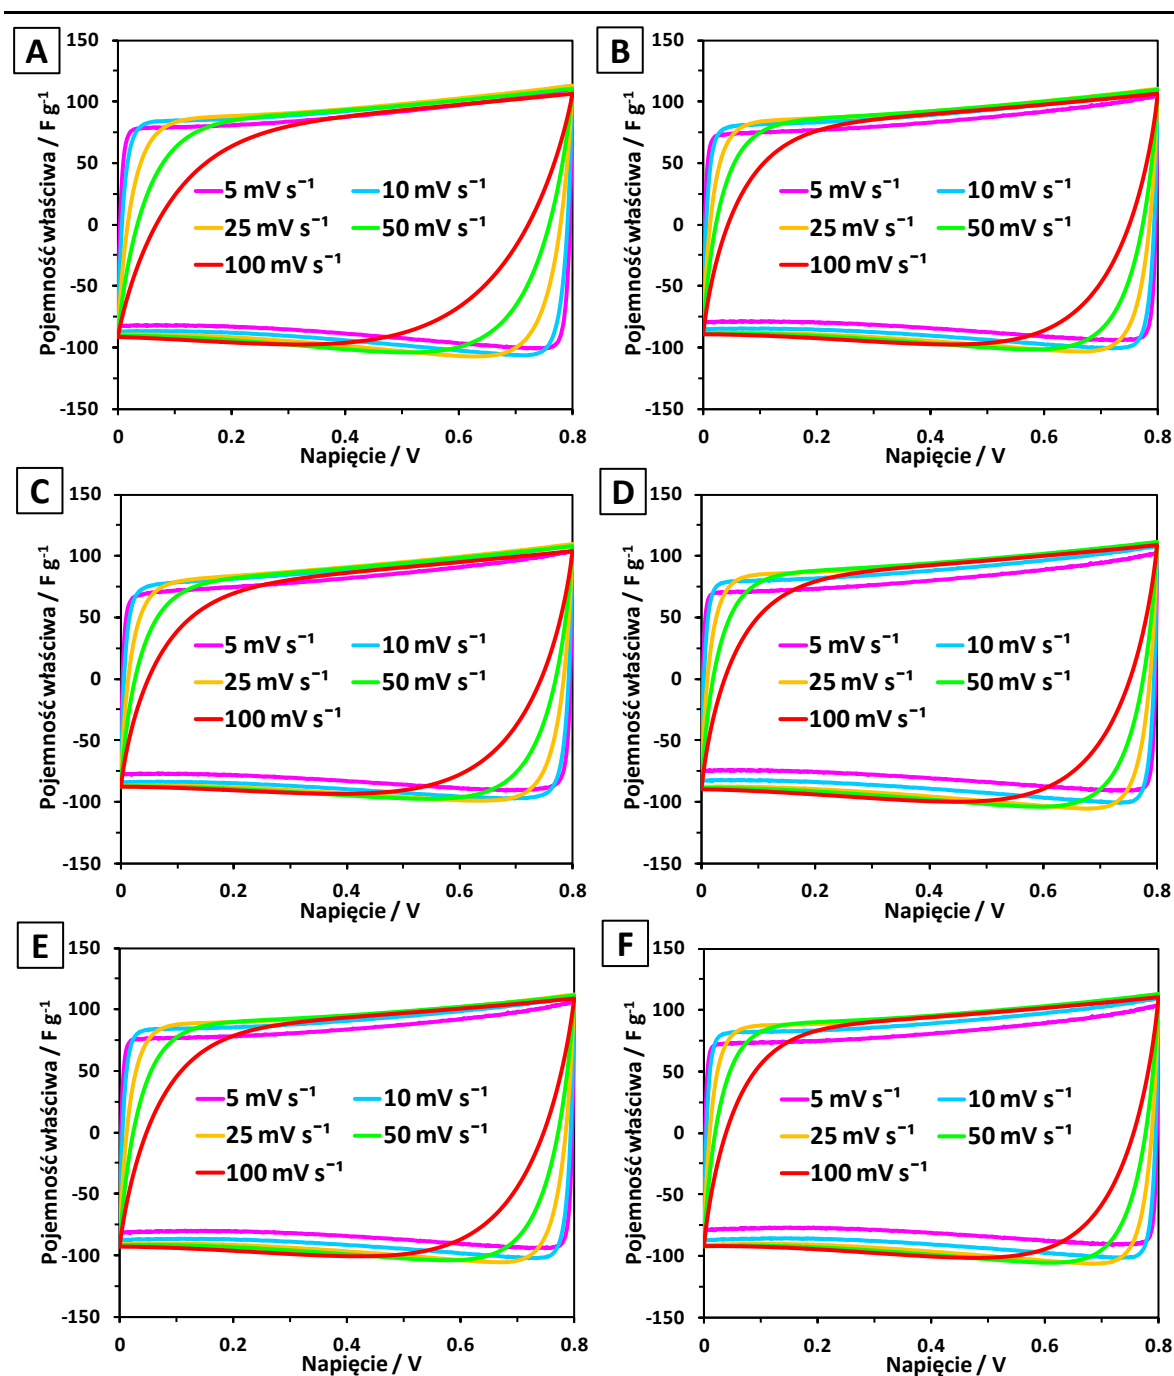 A
150
100
50
0
-50
-100
-150
Pojemność właściwa / F g⁻¹
5 mV s⁻¹ 10 mV s⁻¹
25 mV s⁻¹ 50 mV s⁻¹
100 mV s⁻¹
0 0.2 0.4 0.6 0.8
Napięcie / V
B
150
100
50
0
-50
-100
-150
Pojemność właściwa / F g⁻¹
5 mV s⁻¹ 10 mV s⁻¹
25 mV s⁻¹ 50 mV s⁻¹
100 mV s⁻¹
0 0.2 0.4 0.6 0.8
Napięcie / V
C
150
100
50
0
-50
-100
-150
Pojemność właściwa / F g⁻¹
5 mV s⁻¹ 10 mV s⁻¹
25 mV s⁻¹ 50 mV s⁻¹
100 mV s⁻¹
0 0.2 0.4 0.6 0.8
Napięcie / V
D
150
100
50
0
-50
-100
-150
Pojemność właściwa / F g⁻¹
5 mV s⁻¹ 10 mV s⁻¹
25 mV s⁻¹ 50 mV s⁻¹
100 mV s⁻¹
0 0.2 0.4 0.6 0.8
Napięcie / V
E
150
100
50
0
-50
-100
-150
Pojemność właściwa / F g⁻¹
5 mV s⁻¹ 10 mV s⁻¹
25 mV s⁻¹ 50 mV s⁻¹
100 mV s⁻¹
0 0.2 0.4 0.6 0.8
Napięcie / V
F
150
100
50
0
-50
-100
-150
Pojemność właściwa / F g⁻¹
5 mV s⁻¹ 10 mV s⁻¹
25 mV s⁻¹ 50 mV s⁻¹
100 mV s⁻¹
0 0.2 0.4 0.6 0.8
Napięcie / V